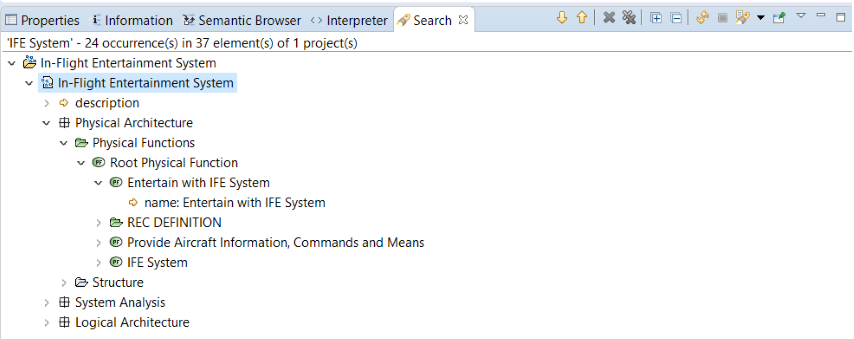 Properties Information Semantic Browser Interpreter Search
'IFE System' - 24 occurrence(s) in 37 element(s) of 1 project(s)
In-Flight Entertainment System
In-Flight Entertainment System
description
Physical Architecture
Physical Functions
Root Physical Function
Entertain with IFE System
name: Entertain with IFE System
REC DEFINITION
Provide Aircraft Information, Commands and Means
IFE System
Structure
System Analysis
Logical Architecture